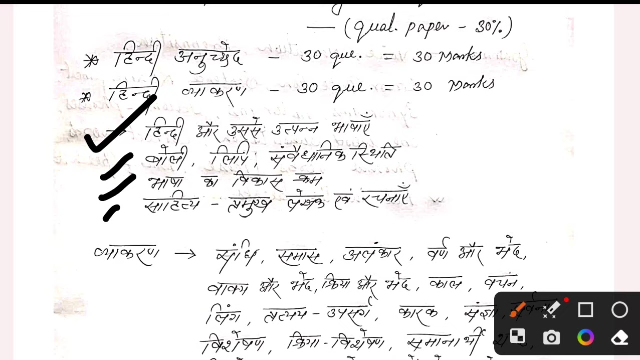 — (qual. paper - 30%)
* हिन्दी अनुच्छेद - 30 que. = 30 marks
* हिन्दी व्याकरण - 30 que. = 30 marks
→ हिन्दी और उससे उत्पन्न भाषाएँ
बोली, लिपि, संवैधानिक स्थिति
भाषा का विकास क्रम
साहित्य - प्रमुख लेखक एवं रचनाएँ
व्याकरण → संधि, समास, अलंकार, वर्ण और भेद,
वाक्य और भेद, क्रिया और भेद, काल, वचन,
लिंग, प्रत्यय - उपसर्ग, कारक, संज्ञा,
विशेषण, क्रिया-विशेषण, समानार्थी